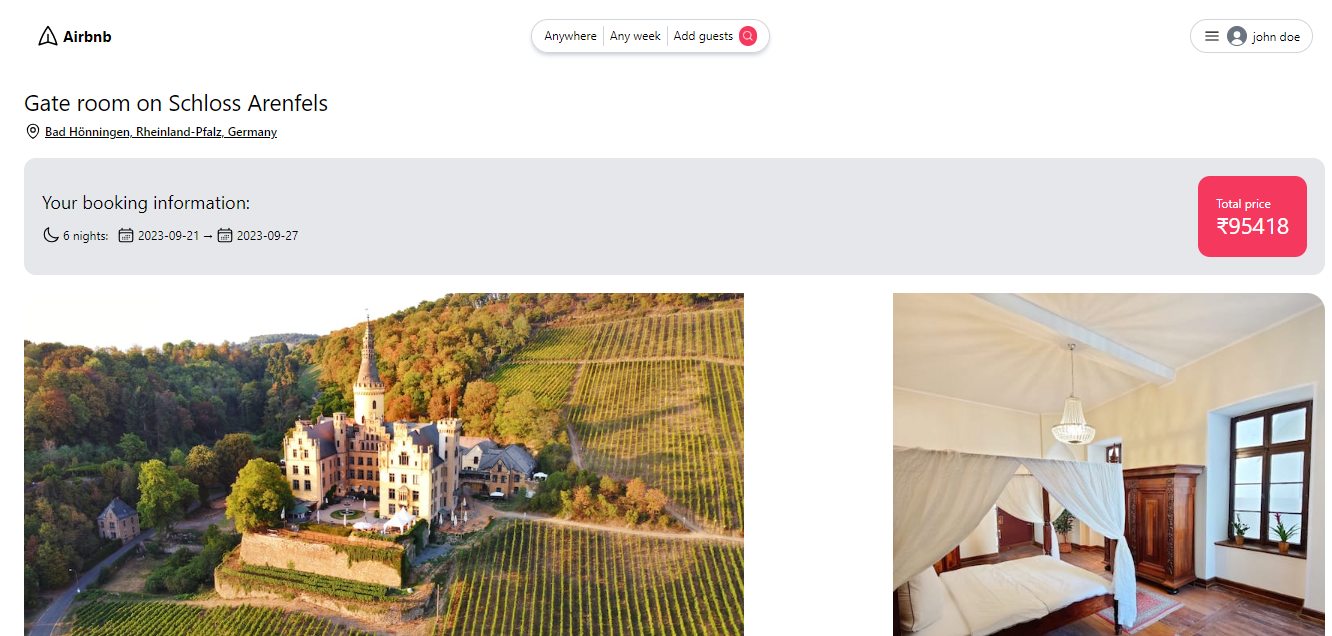 Airbnb
Anywhere Any week Add guests
john doe
Gate room on Schloss Arenfels
Bad Hönningen, Rheinland-Pfalz, Germany
Your booking information:
6 nights: 2023-09-21 → 2023-09-27
Total price
₹95418